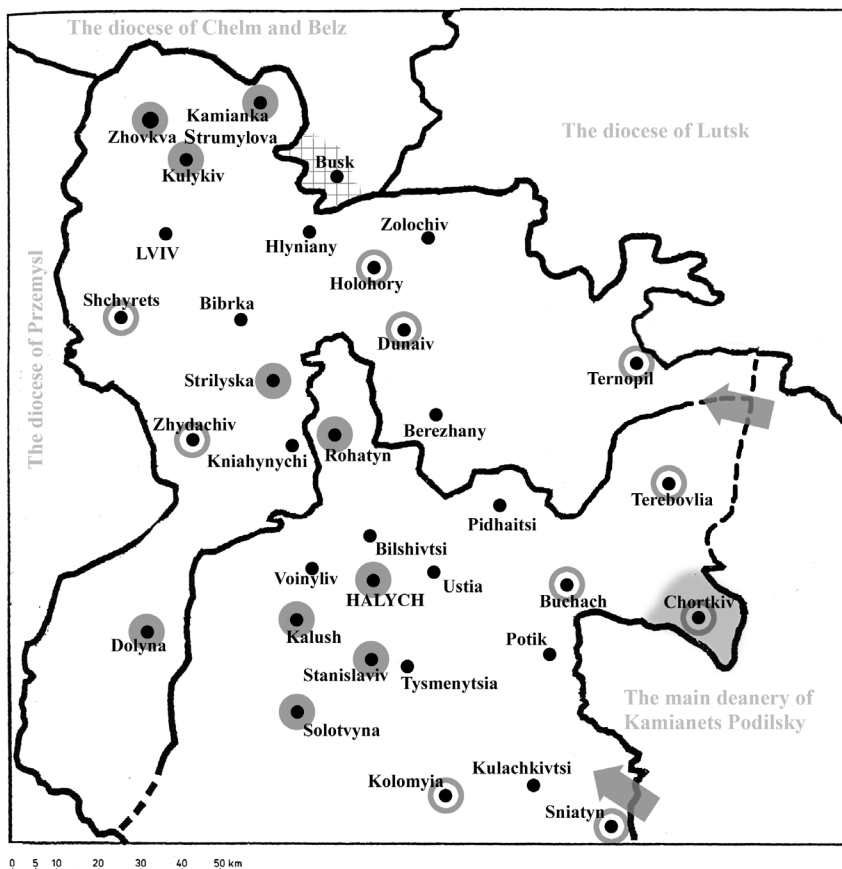 The diocese of Chelm and Belz
The diocese of Lutsk
The diocese of Przemysl
Kamianka
Strumylova
Zhovkva
Kulykiv
Busk
LVIV
Hlyniany
Zolochiv
Holohory
Shchyrets
Bibrka
Dunaiv
Ternopil
Strilyska
Zhydachiv
Kniahynychi
Rohatyn
Berezhany
Terebovlia
Pidhaitsi
Bilshivtsi
Voinyliv
HALYCH
Ustia
Buchach
Chortkiv
Dolyna
Kalush
Stanislaviv
Tysmenytsia
Potik
Solotvyna
The main deanery of
Kamianets Podilsky
Kolomyia
Kulachkivtsi
Sniatyn
0 5 10 20 30 40 50 km